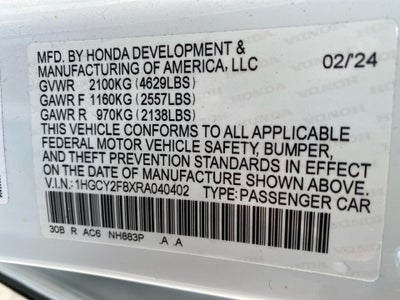 MFD. BY HONDA DEVELOPMENT &
MANUFACTURING OF AMERICA, LLC 02/'24
GVWR 2100KG (4629LBS)
GAWR F 1160KG (2557LBS)
GAWR R 970KG (2138LBS)
THIS VEHICLE CONFORMS TO ALL APPLICABLE
FEDERAL MOTOR VEHICLE SAFETY, BUMPER,
AND THEFT PREVENTION STANDARDS IN EFFECT
ON THE DATE OF MANUFACTURE SHOWN ABOVE.
V.I.N.: 1HGCY2F8XRA040402 TYPE: PASSENGER CAR
30B R AC6 NH883P .A .A